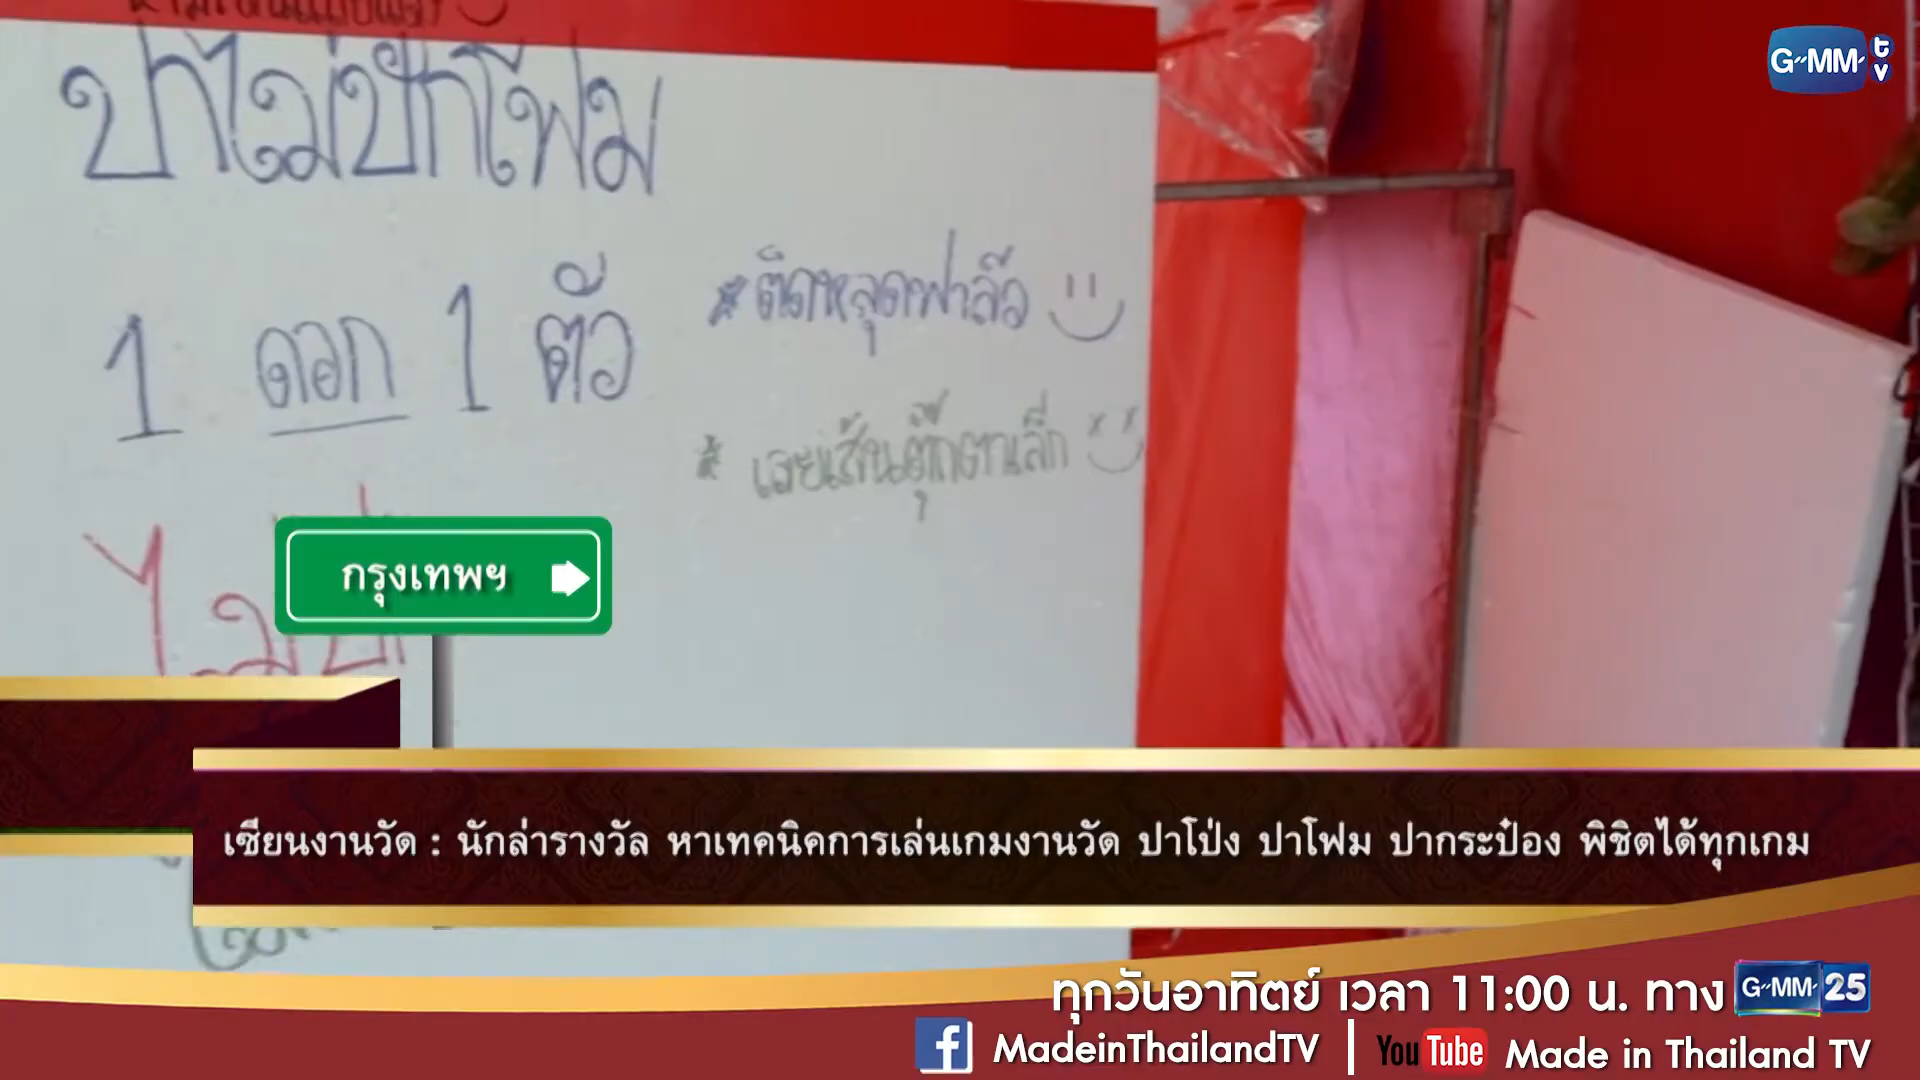 G"MM' tv
ปาไม้ปักโฟม
1 ดอก 1 ตัว
*ติดหลุดฟาล์ว
* เลยเส้นตุ๊กตาเล็ก
กรุงเทพฯ
เซียนงานวัด : นักล่ารางวัล หาเทคนิคการเล่นเกมงานวัด ปาโป่ง ปาโฟม ปากระป๋อง พิชิตได้ทุกเกม
ทุกวันอาทิตย์ เวลา 11:00 น. ทาง G"MM' 25
f MadeinThailandTV | YouTube Made in Thailand TV